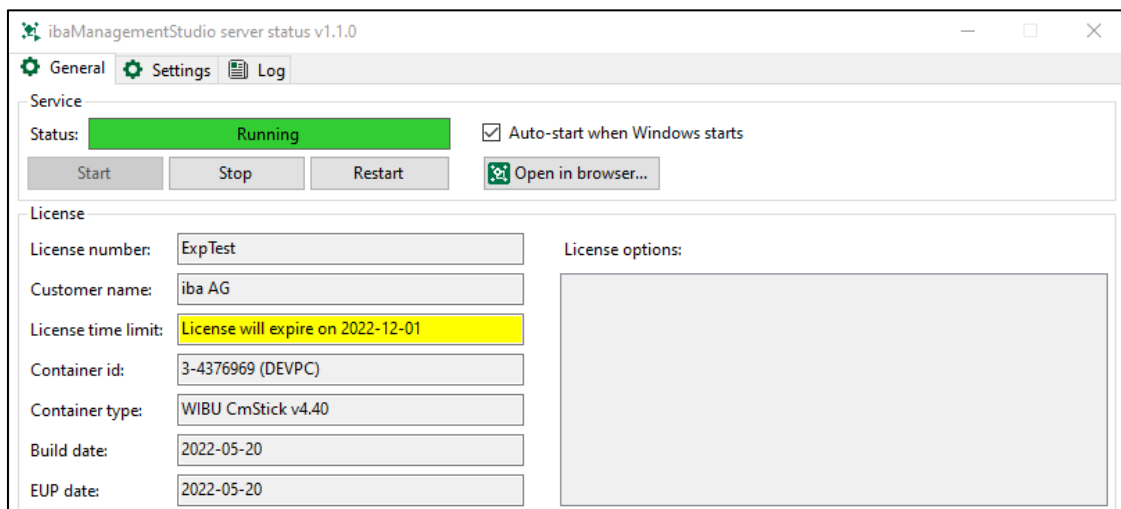 ibaManagementStudio server status v1.1.0
General Settings Log
Service
Status: Running Auto-start when Windows starts
Start Stop Restart Open in browser...
License
License number: ExpTest License options:
Customer name: iba AG
License time limit: License will expire on 2022-12-01
Container id: 3-4376969 (DEVPC)
Container type: WIBU CmStick v4.40
Build date: 2022-05-20
EUP date: 2022-05-20